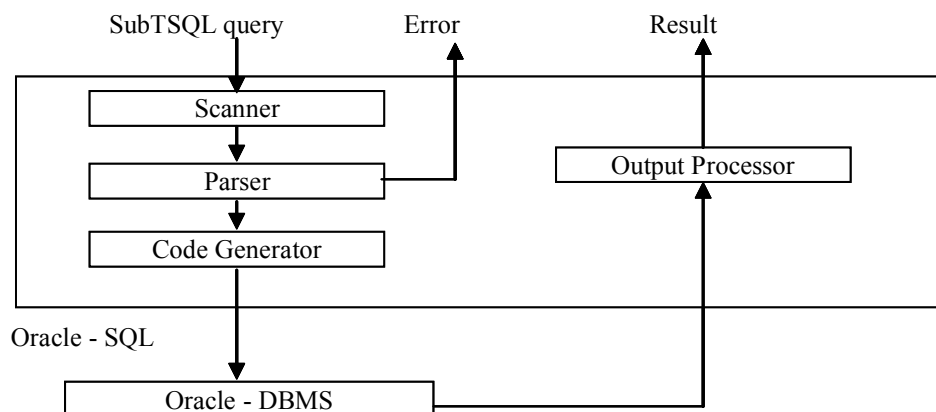 SubTSQL query Error Result
Scanner
Parser
Output Processor
Code Generator
Oracle - SQL
Oracle - DBMS